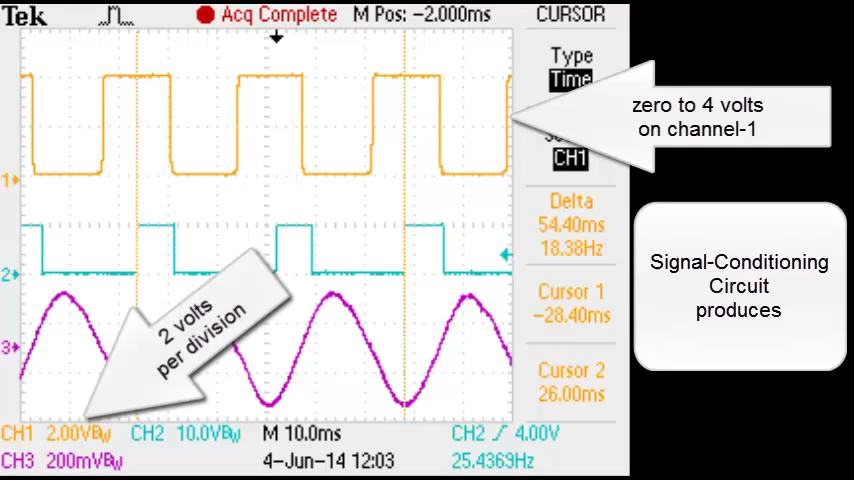 Tek Acq Complete M Pos: -2.000ms CURSOR
Type
Time
zero to 4 volts
on channel-1
CH1
1
Delta
54.40ms
18.38Hz
2
Signal-Conditioning
Circuit
produces
Cursor 1
-28.40ms
2 volts
per division
3
Cursor 2
26.00ms
CH1 2.00VBW CH2 10.0VBW M 10.0ms CH2 4.00V
CH3 200mVBW 4-Jun-14 12:03 25.4369Hz